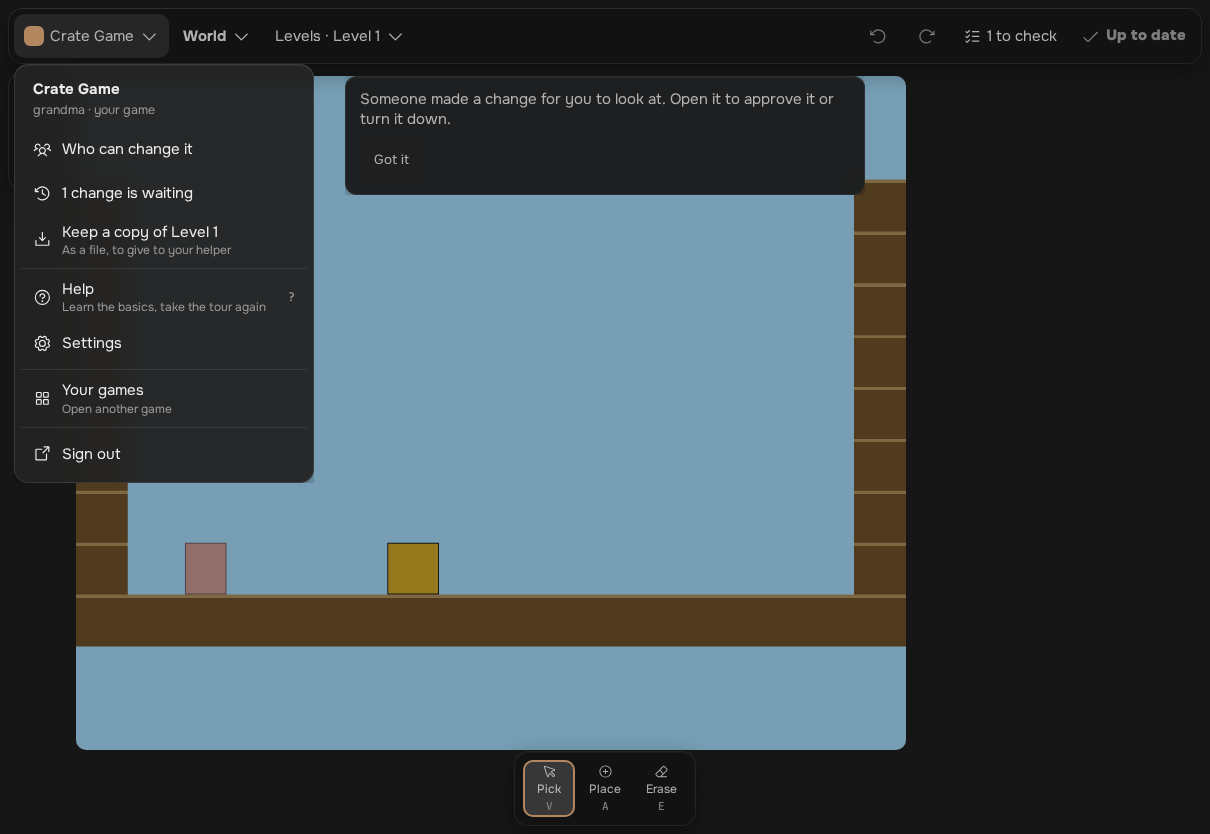 Crate Game
World
Levels · Level 1
1 to check
Up to date
Crate Game
grandma · your game
Who can change it
1 change is waiting
Keep a copy of Level 1
As a file, to give to your helper
Help
Learn the basics, take the tour again
?
Settings
Your games
Open another game
Sign out
Someone made a change for you to look at. Open it to approve it or
turn it down.
Got it
Pick
Place
Erase
V
A
E